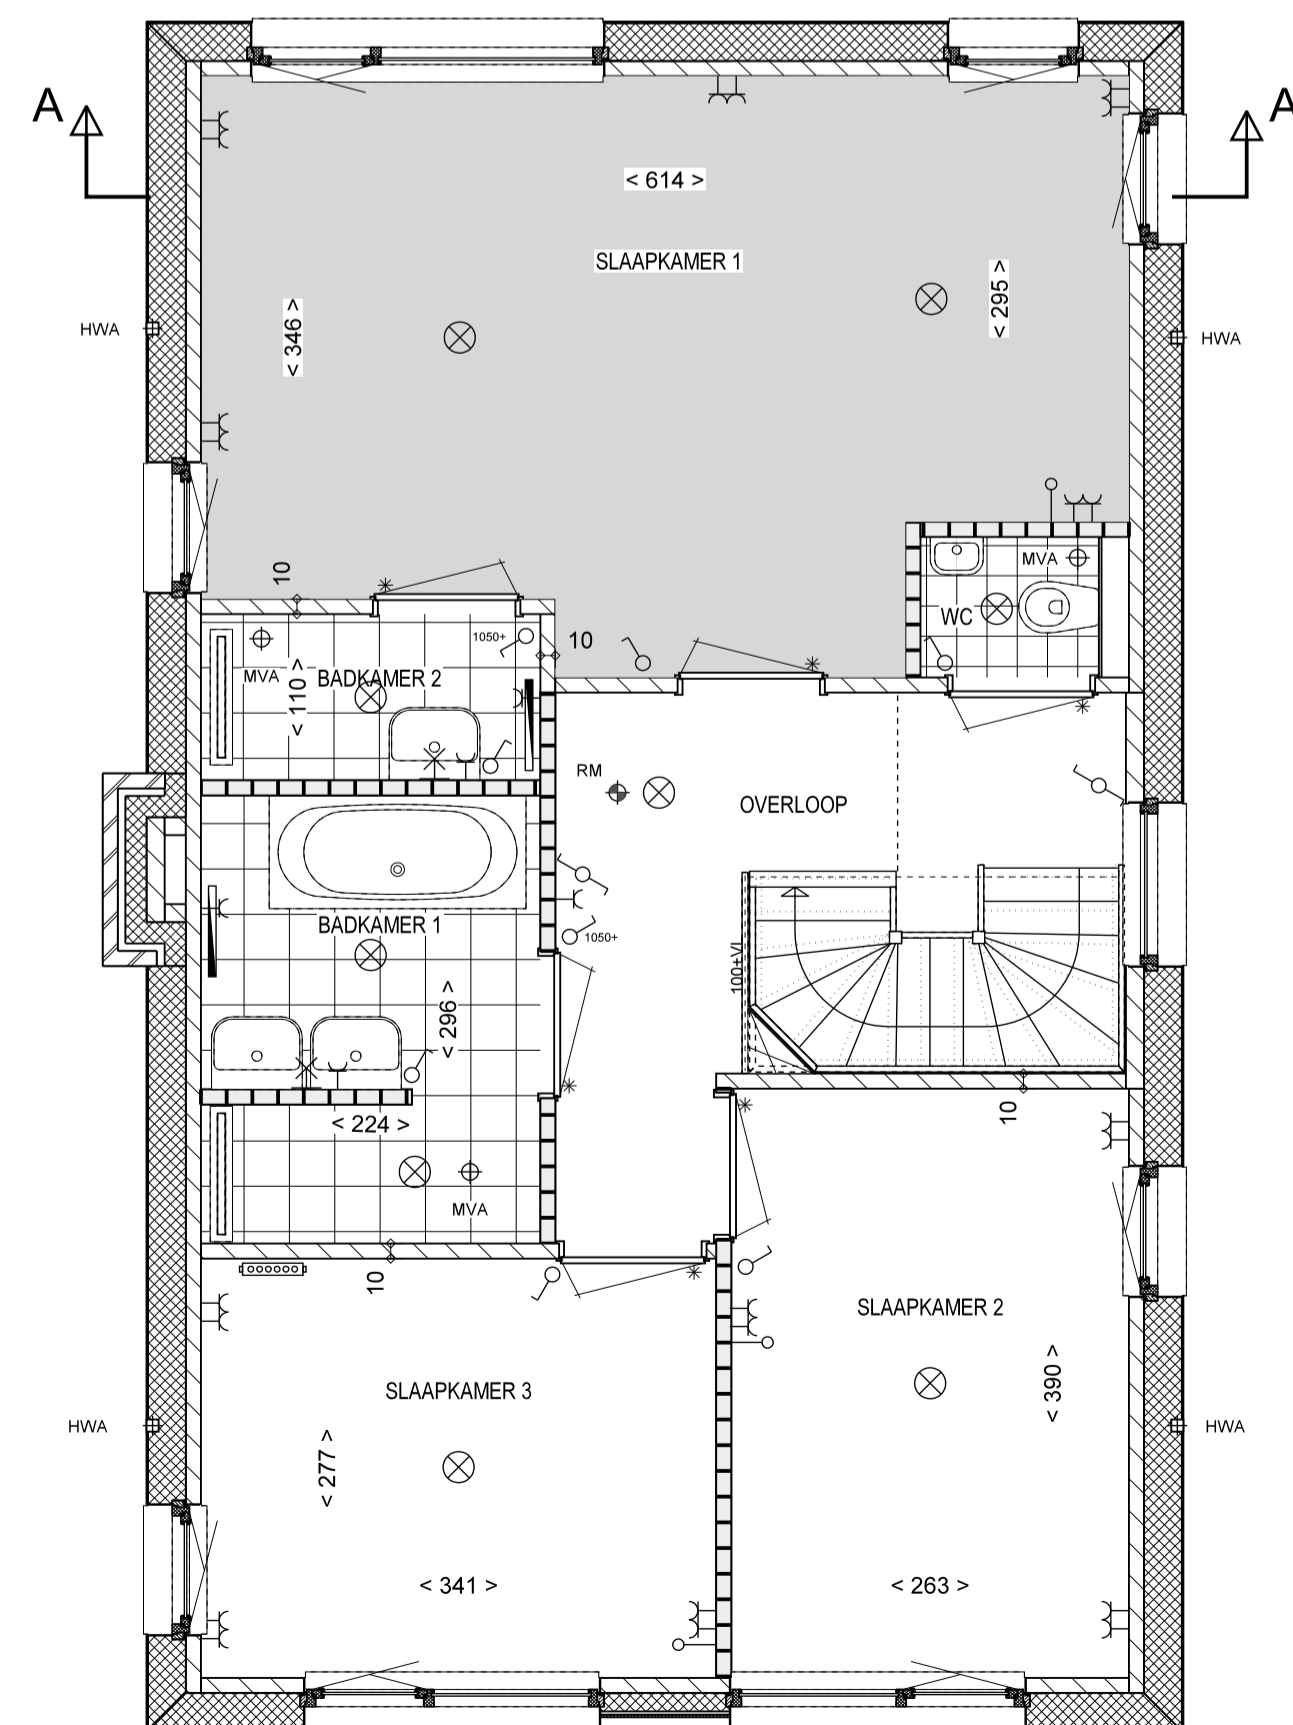 A
A
< 614 >
SLAAPKAMER 1
< 346 >
< 295 >
HWA
HWA
10
MVA
WC
1050+
10
MVA
BADKAMER 2
< 110 >
RM
OVERLOOP
BADKAMER 1
1050+
100+VI
< 296 >
< 224 >
10
MVA
10
SLAAPKAMER 2
SLAAPKAMER 3
< 390 >
HWA
HWA
< 277 >
< 341 >
< 263 >